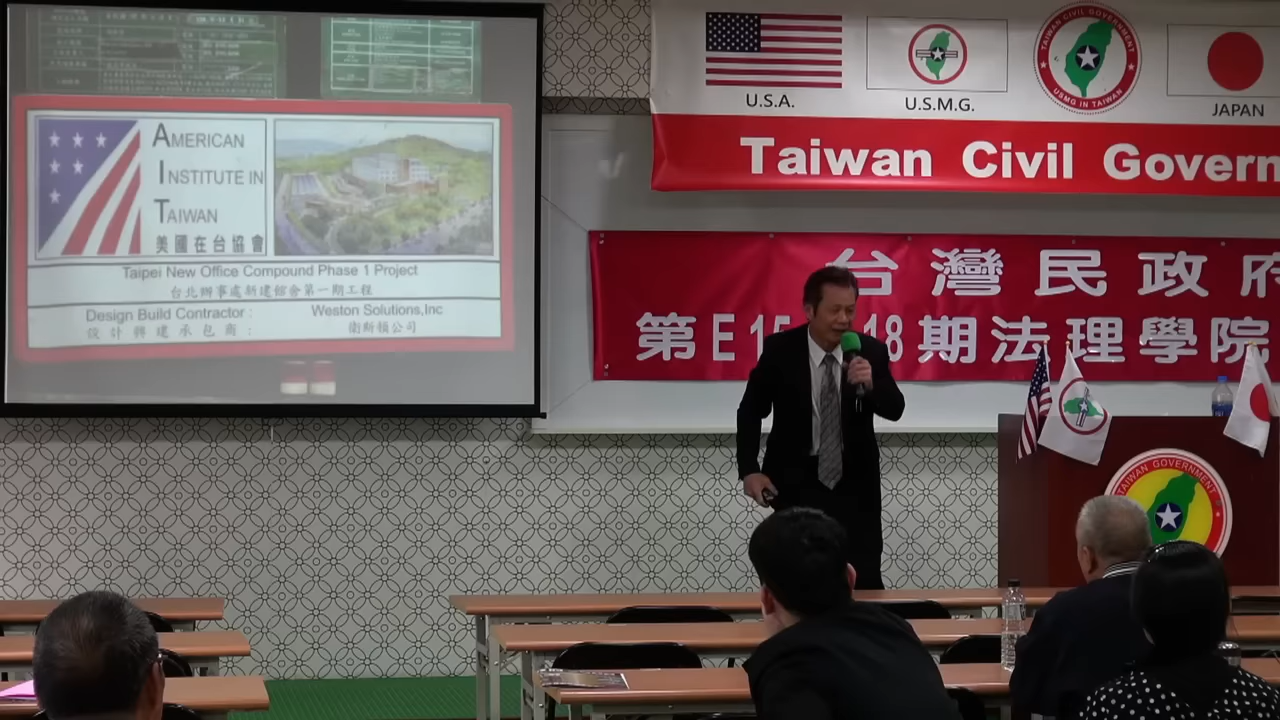 AMERICAN
INSTITUTE IN
TAIWAN
美國在台協會
Taipei New Office Compound Phase 1 Project
台北辦事處新建館舍第一期工程
Design Build Contractor :
Weston Solutions,Inc
設計興建承包商：
衛斯頓公司
U.S.A.
U.S.M.G.
TAIWAN CIVIL GOVERNMENT
USMG IN TAIWAN
JAPAN
Taiwan Civil Govern
台灣民政府
第E15 18期法理學院
TAIWAN GOVERNMENT